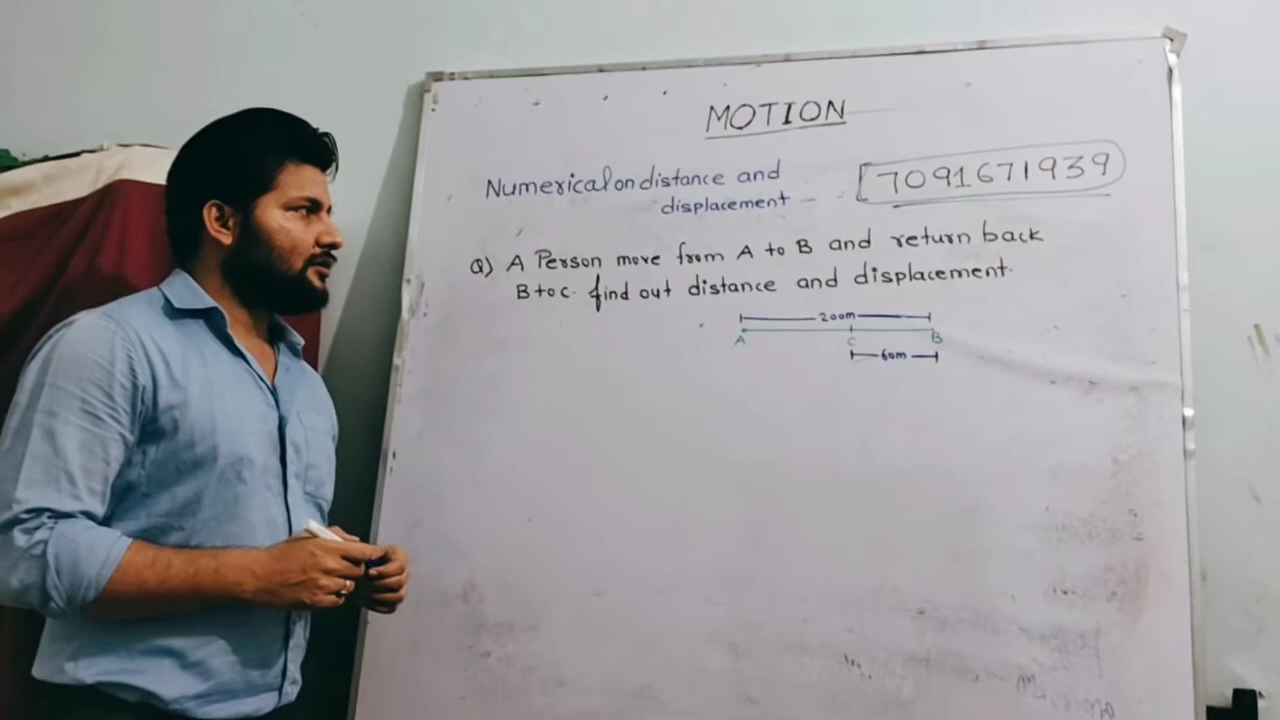 MOTION
Numerical on distance and
displacement
7091671939
Q) A Person move from A to B and return back
B to c. find out distance and displacement.
200m
A C B
60m